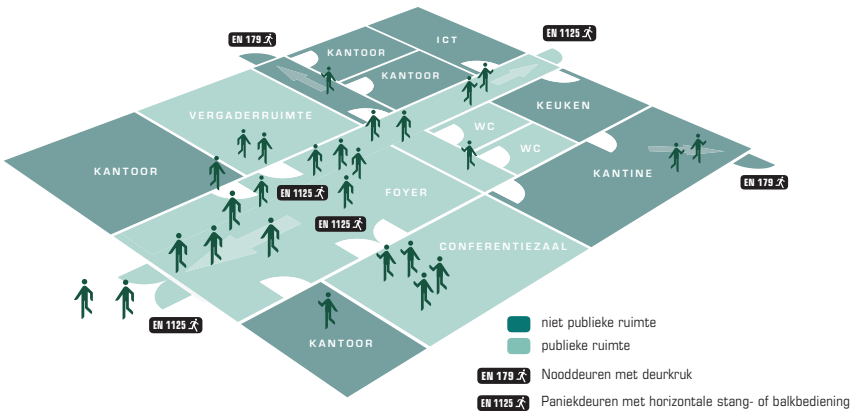 EN 179
EN 1125
ICT
KANTOOR
KANTOOR
KEUKEN
VERGADERRUIMTE
WC
WC
KANTOOR
KANTINE
EN 179
EN 1125
FOYER
EN 1125
CONFERENTIEZAAL
EN 1125
KANTOOR
niet publieke ruimte
publieke ruimte
EN 179 Nooddeuren met deurkruk
EN 1125 Paniekdeuren met horizontale stang- of balkbediening